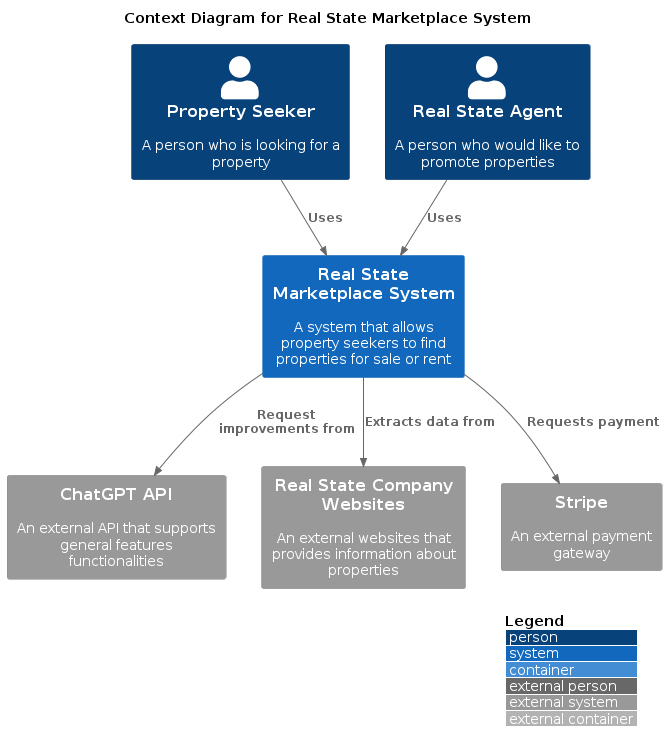 Context Diagram for Real State Marketplace System
Property Seeker
A person who is looking for a
property
Real State Agent
A person who would like to
promote properties
Uses
Uses
Real State
Marketplace System
A system that allows
property seekers to find
properties for sale or rent
Request
improvements from
Extracts data from
Requests payment
ChatGPT API
An external API that supports
general features
functionalities
Real State Company
Websites
An external websites that
provides information about
properties
Stripe
An external payment
gateway
Legend
person
system
container
external person
external system
external container